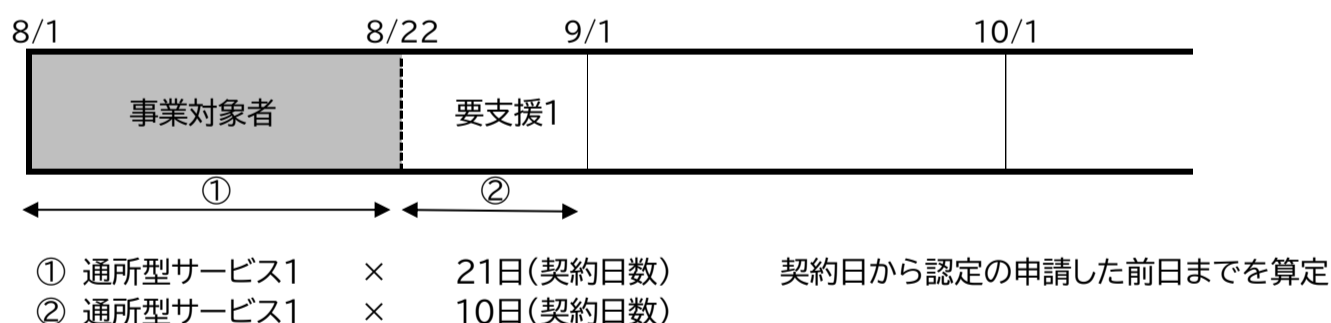 8/1 8/22 9/1 10/1
事業対象者 要支援1
① ②
① 通所型サービス1 × 21日(契約日数) 契約日から認定の申請した前日までを算定
② 通所型サービス1 × 10日(契約日数)